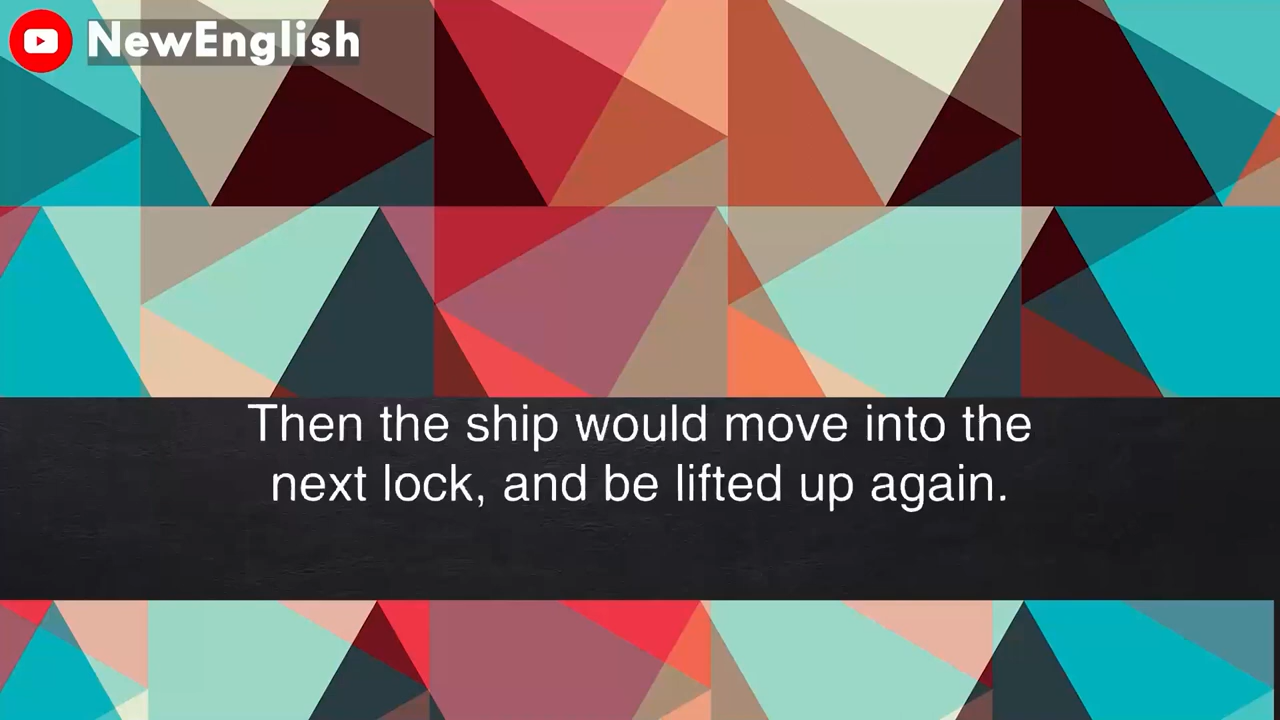 NewEnglish
Then the ship would move into the
next lock, and be lifted up again.